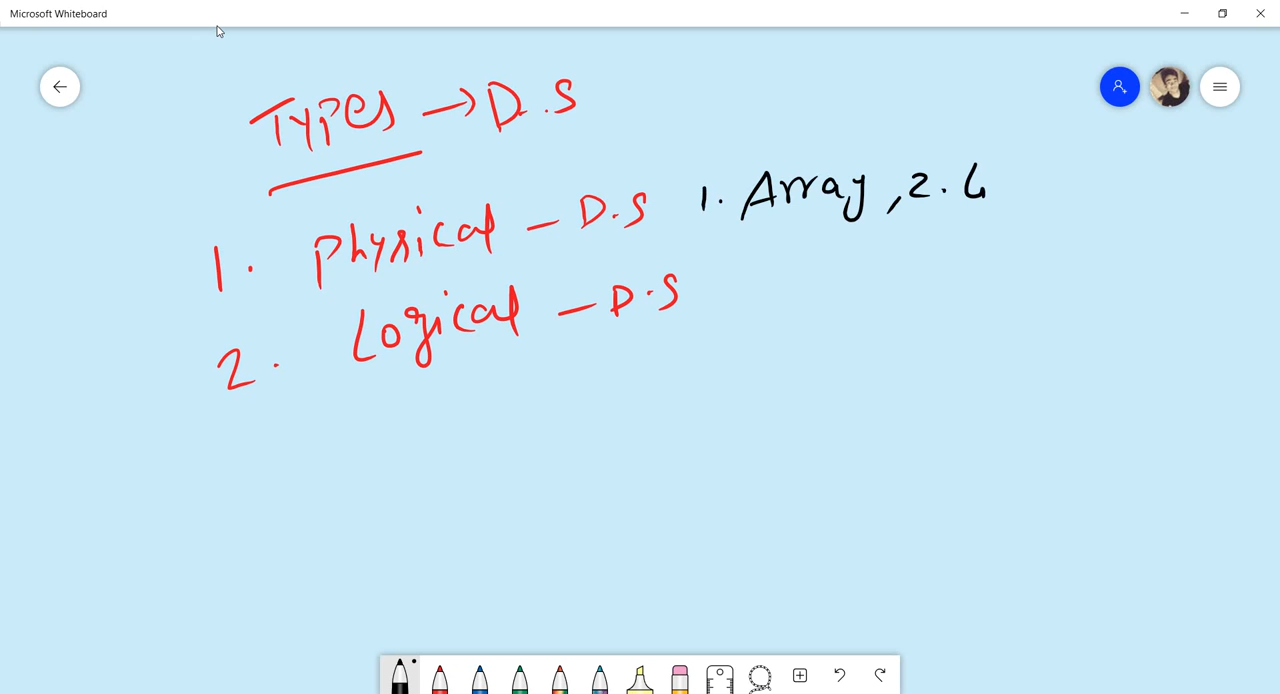 Microsoft Whiteboard
Types → D.S
1. Physical - D.S 1. Array, 2. L
2. Logical - D.S